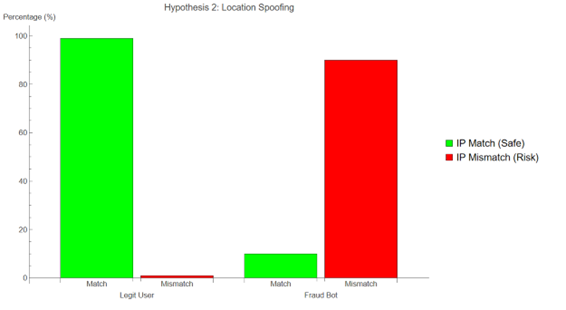 Hypothesis 2: Location Spoofing
Percentage (%)
100
80
60
40
20
0
Match Mismatch Match Mismatch
Legit User Fraud Bot
IP Match (Safe)
IP Mismatch (Risk)